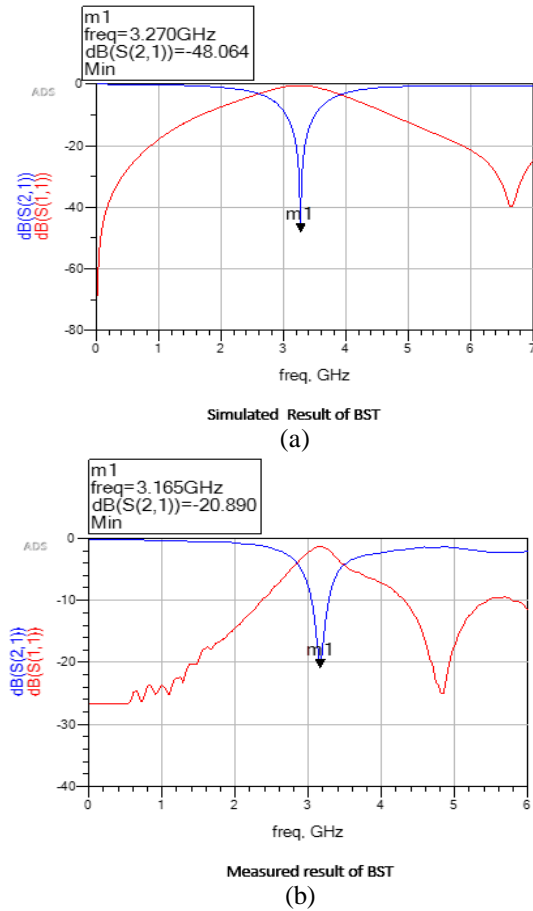 m1
freq=3.270GHz
dB(S(2,1))=-48.064
Min
ADS
0
-20
-40
-60
-80
dB(S(2,1))
dB(S(1,1))
m1
0 1 2 3 4 5 6 7
freq, GHz
Simulated Result of BST
(a)
m1
freq=3.165GHz
dB(S(2,1))=-20.890
Min
ADS
0
-10
-20
-30
-40
dB(S(2,1))
dB(S(1,1))
m1
0 1 2 3 4 5 6
freq, GHz
Measured result of BST
(b)